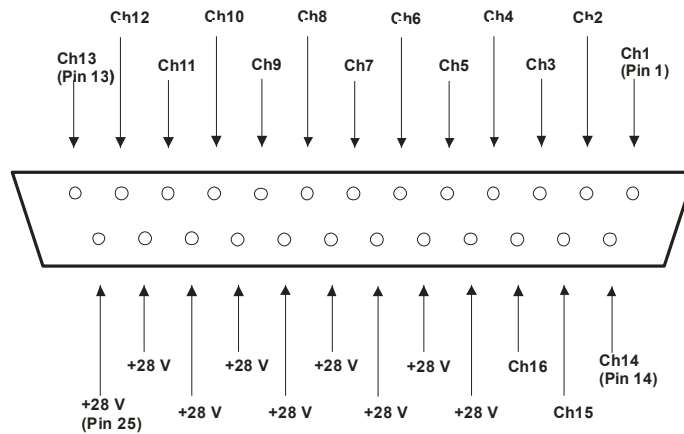 Ch12 Ch10 Ch8 Ch6 Ch4 Ch2
Ch13
(Pin 13)
Ch11 Ch9 Ch7 Ch5 Ch3
Ch1
(Pin 1)
+28 V +28 V +28 V +28 V Ch16
Ch14
(Pin 14)
+28 V
(Pin 25)
+28 V +28 V +28 V +28 V Ch15